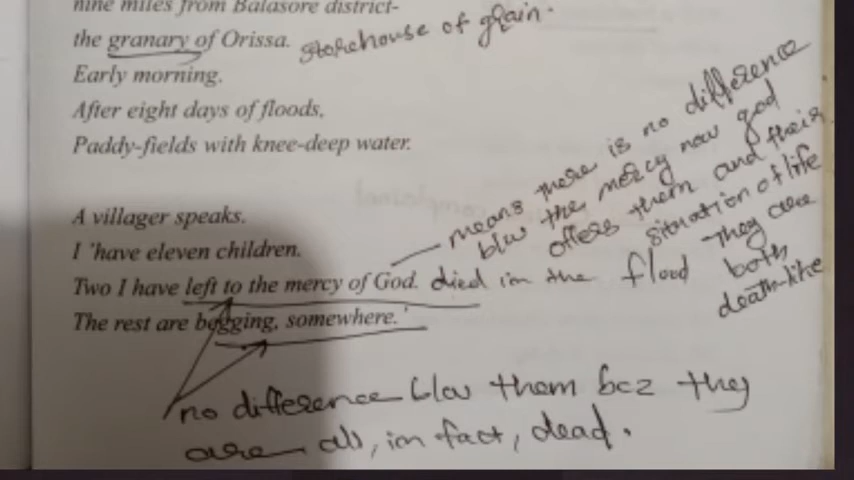 nine miles from Balasore district-
the granary of Orissa. storehouse of grain.
Early morning.
After eight days of floods,
Paddy-fields with knee-deep water.
A villager speaks.
I 'have eleven children.
Two I have left to the mercy of God. died in the flood
The rest are begging, somewhere.'
means there is no difference
b/w the mercy now god
offers them and their
situation of life
They are
both
death-like
no difference b/w them bcz they
are all, in fact, dead.